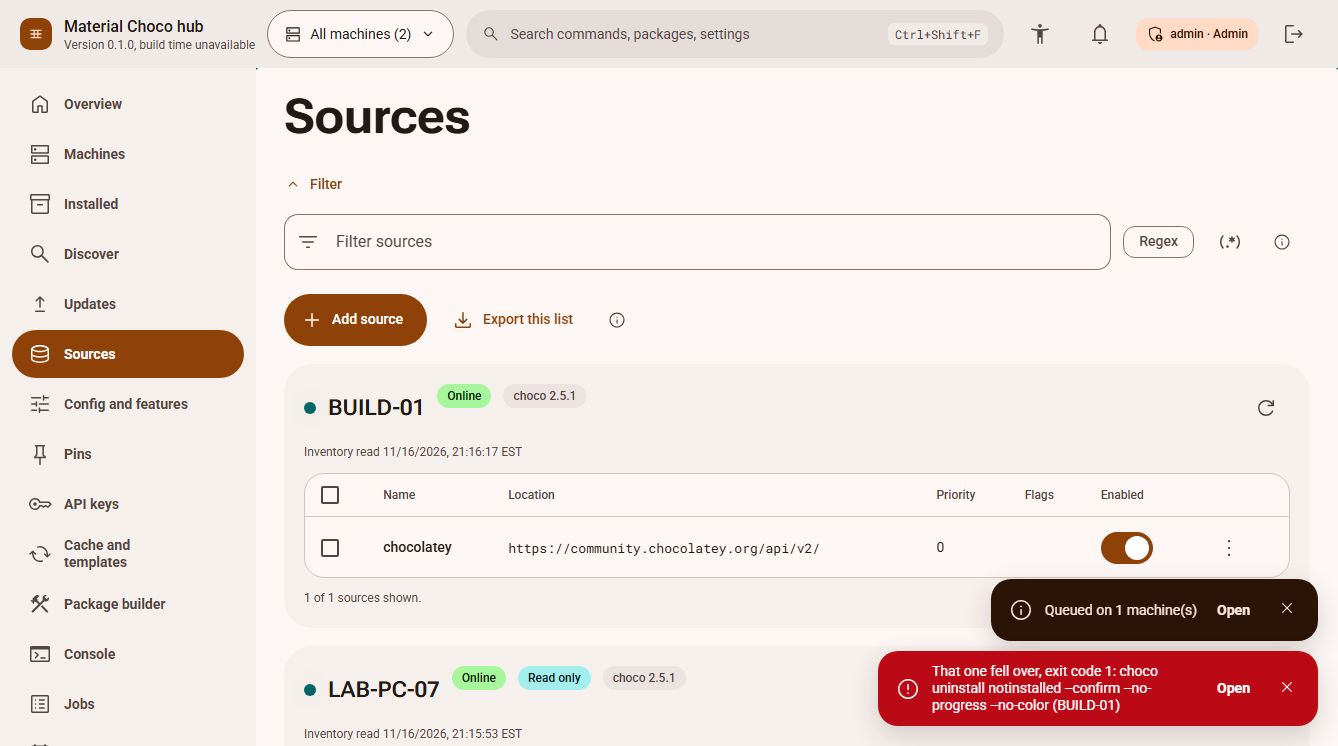 Material Choco hub
Version 0.1.0, build time unavailable
All machines (2)
Search commands, packages, settings
Ctrl+Shift+F
admin · Admin
Overview
Machines
Installed
Discover
Updates
Sources
Config and features
Pins
API keys
Cache and
templates
Package builder
Console
Jobs
Sources
Filter
Filter sources
Regex
(.*)
Add source
Export this list
BUILD-01
Online
choco 2.5.1
Inventory read 11/16/2026, 21:16:17 EST
Name Location Priority Flags Enabled
chocolatey https://community.chocolatey.org/api/v2/ 0
1 of 1 sources shown.
LAB-PC-07
Online
Read only
choco 2.5.1
Inventory read 11/16/2026, 21:15:53 EST
Queued on 1 machine(s)
Open
That one fell over, exit code 1: choco
uninstall notinstalled --confirm --no-
progress --no-color (BUILD-01)
Open